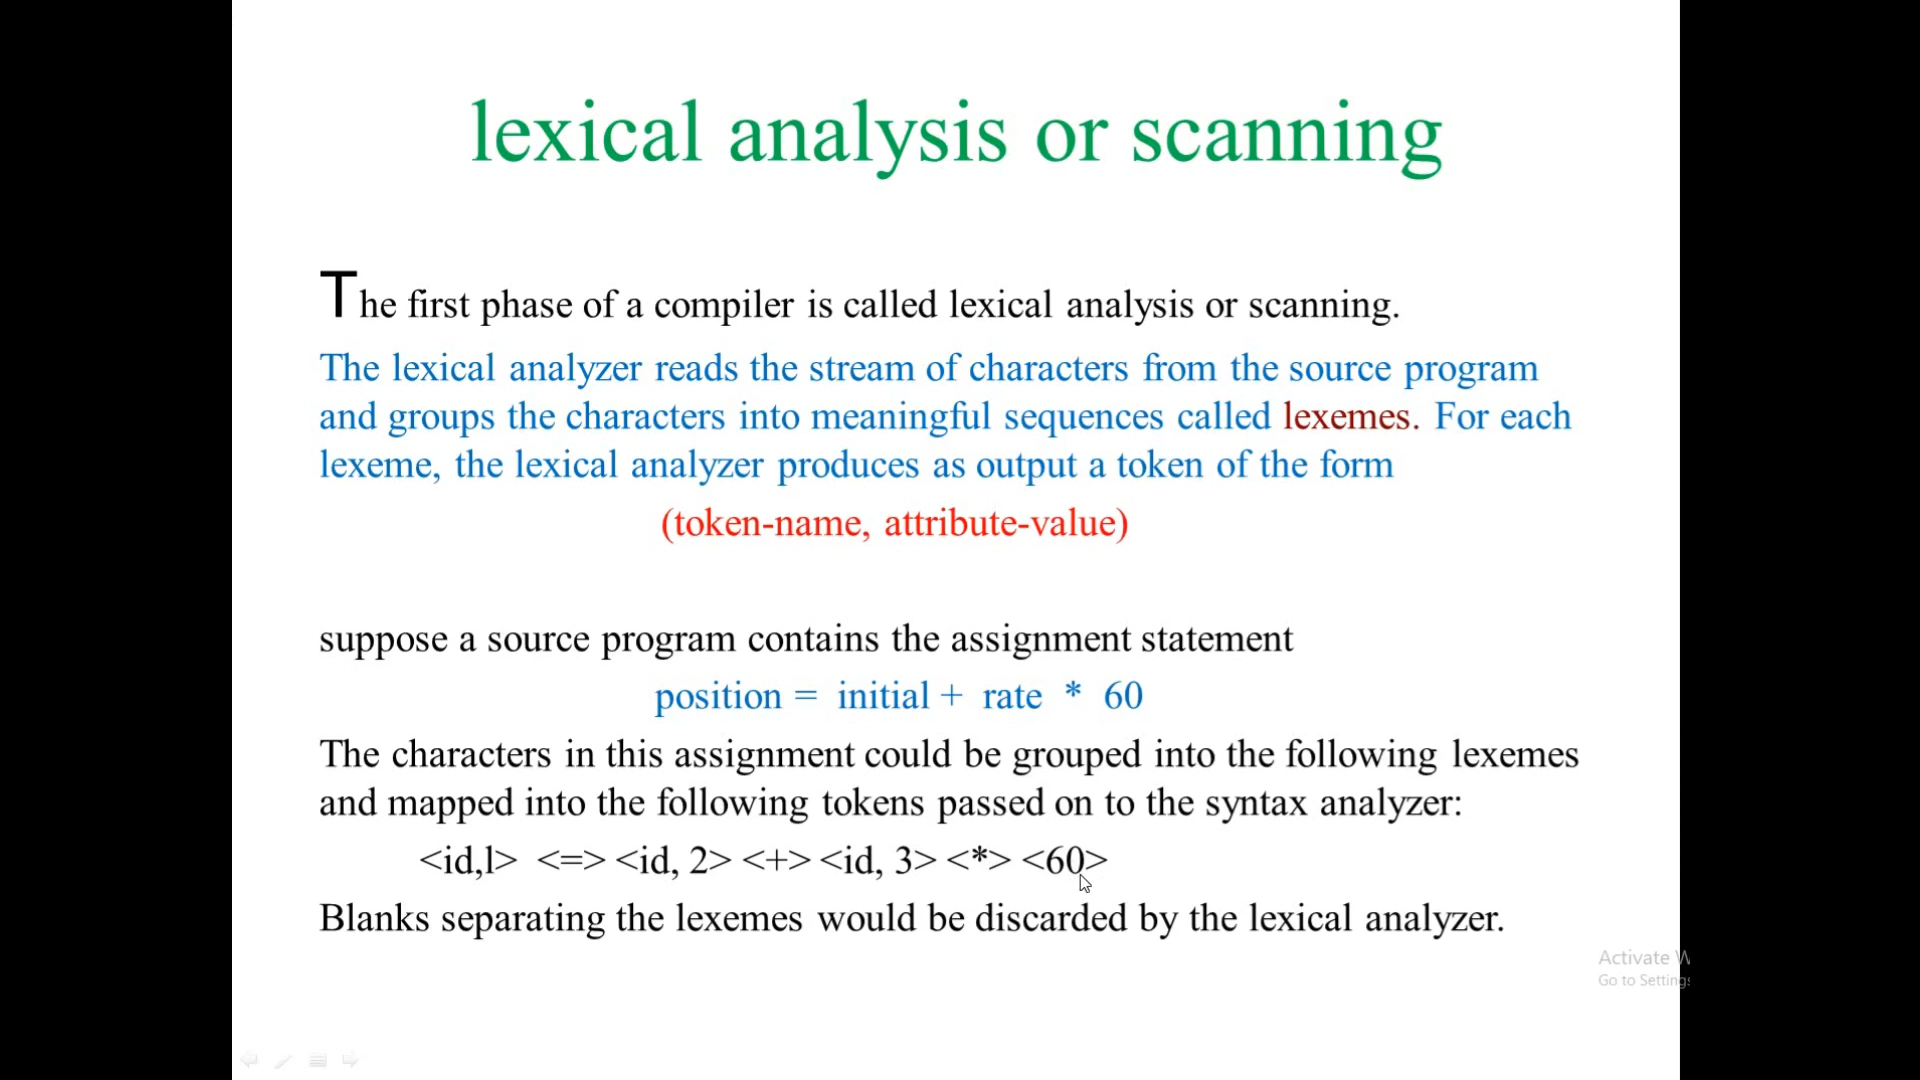 lexical analysis or scanning
The first phase of a compiler is called lexical analysis or scanning.
The lexical analyzer reads the stream of characters from the source program
and groups the characters into meaningful sequences called lexemes. For each
lexeme, the lexical analyzer produces as output a token of the form
(token-name, attribute-value)
suppose a source program contains the assignment statement
position = initial + rate * 60
The characters in this assignment could be grouped into the following lexemes
and mapped into the following tokens passed on to the syntax analyzer:
<id,l> <=> <id, 2> <+> <id, 3> <*> <60>
Blanks separating the lexemes would be discarded by the lexical analyzer.
Activate W
Go to Settings